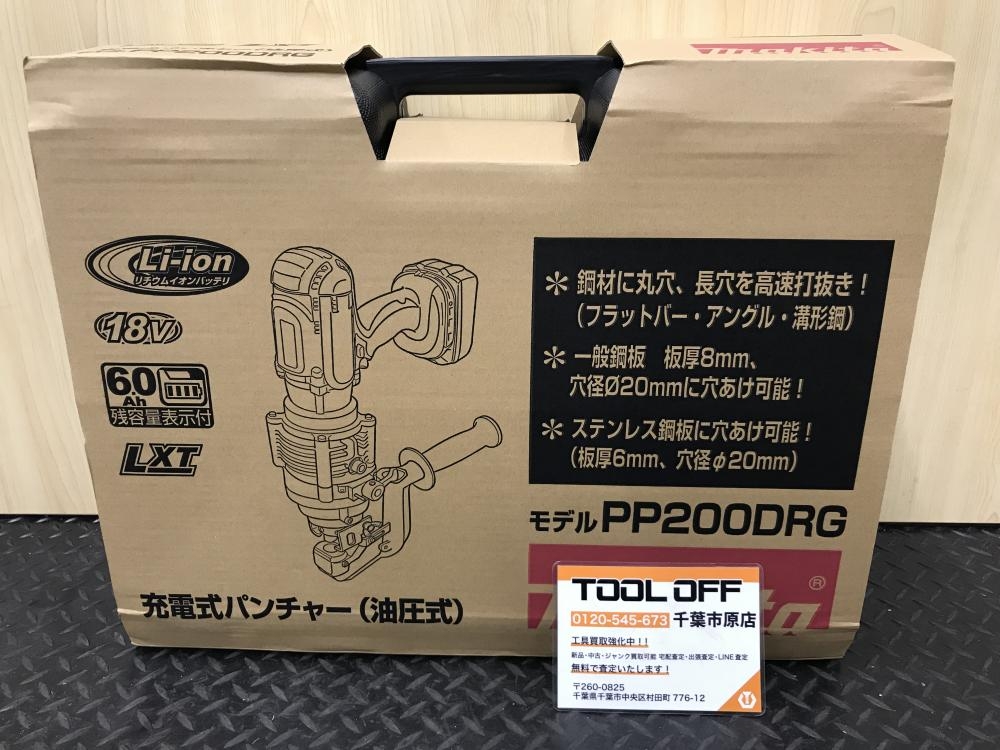 Li-ion
リチウムイオンバッテリ
18V
6.0
Ah
残容量表示付
LXT
＊ 鋼材に丸穴、長穴を高速打抜き！
（フラットバー・アングル・溝形鋼）
＊ 一般鋼板 板厚8mm、
穴径Ø20mmに穴あけ可能！
＊ ステンレス鋼板に穴あけ可能！
（板厚6mm、穴径φ20mm）
モデル PP200DRG
充電式パンチャー（油圧式）
®
TOOL OFF
0120-545-673 千葉市原店
工具買取強化中！！
新品・中古・ジャンク買取可能 宅配査定・出張査定・LINE査定
無料で査定いたします！
〒260-0825
千葉県千葉市中央区村田町 776-12